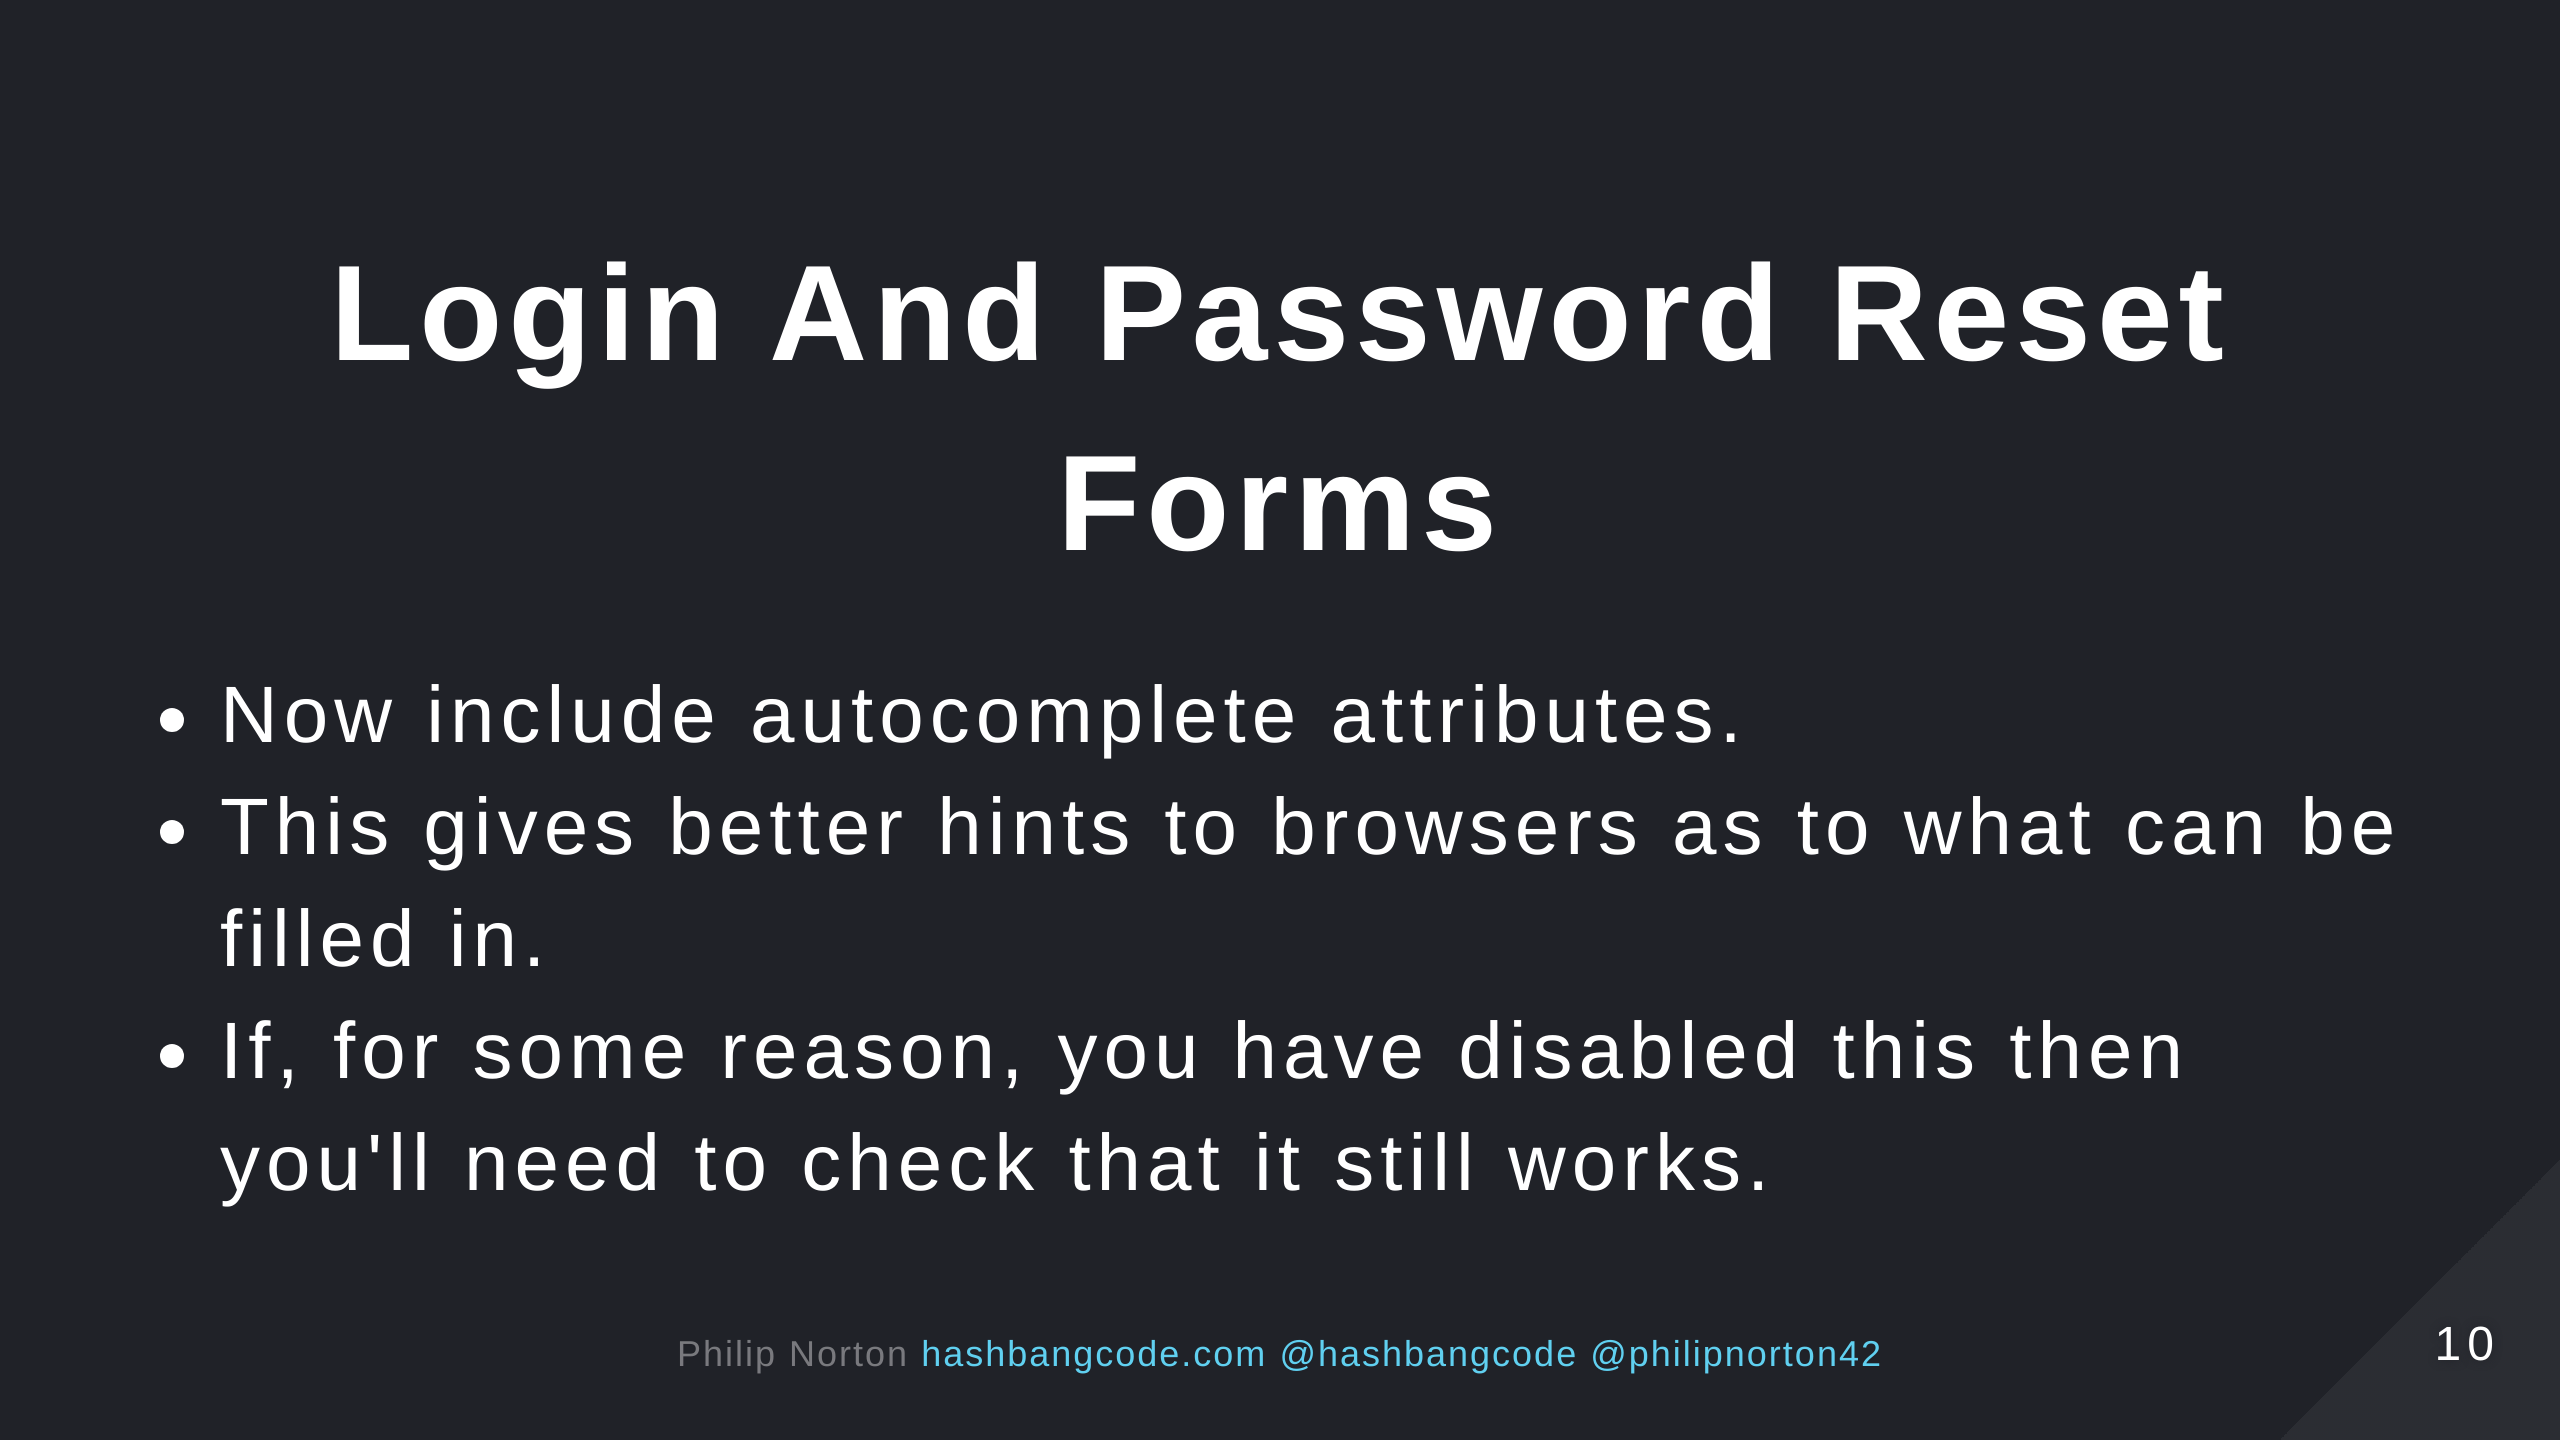 Login And Password Reset
Forms
• Now include autocomplete attributes.
• This gives better hints to browsers as to what can be
filled in.
• If, for some reason, you have disabled this then
you'll need to check that it still works.
Philip Norton hashbangcode.com @hashbangcode @philipnorton42
10